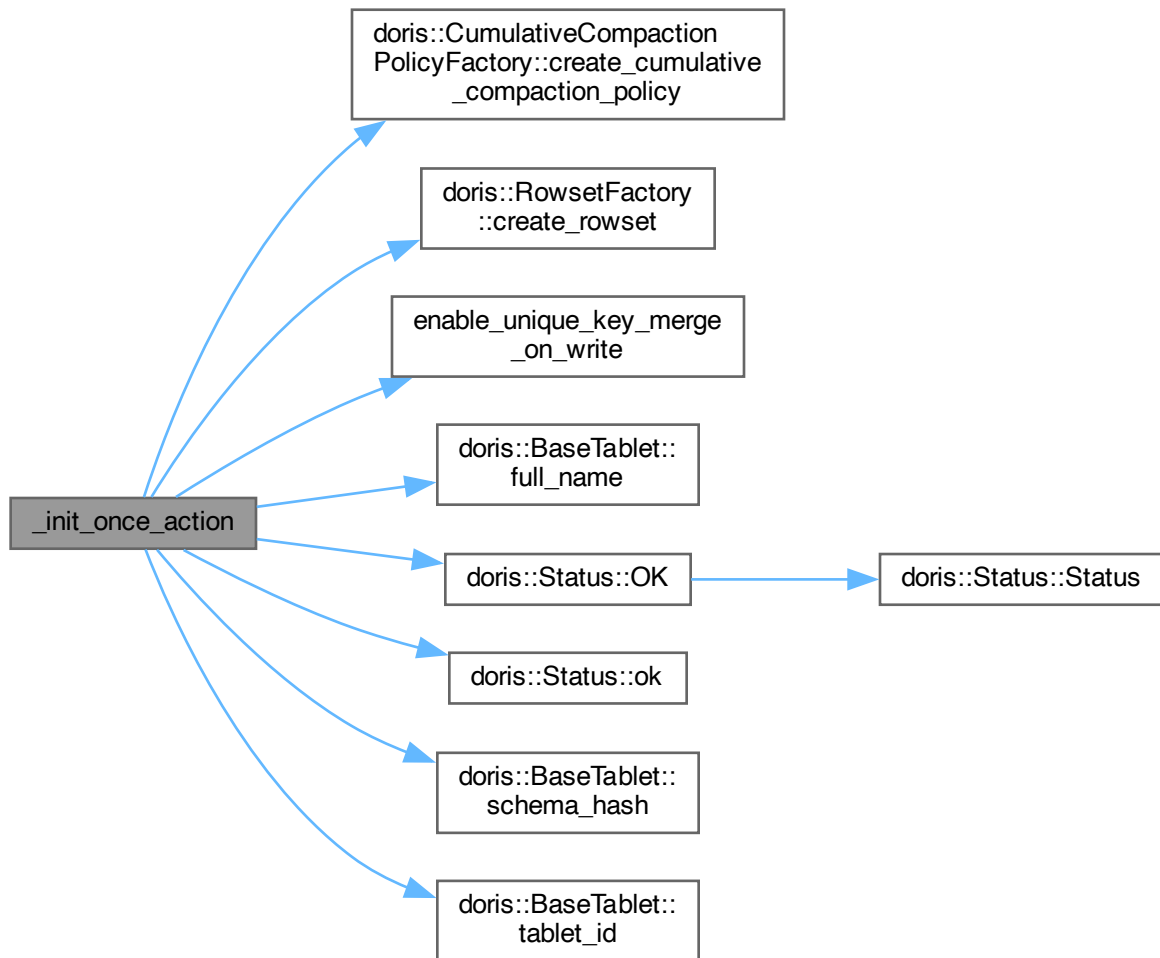 doris::CumulativeCompaction
PolicyFactory::create_cumulative
_compaction_policy
doris::RowsetFactory
::create_rowset
enable_unique_key_merge
_on_write
doris::BaseTablet::
full_name
_init_once_action
doris::Status::OK
doris::Status::Status
doris::Status::ok
doris::BaseTablet::
schema_hash
doris::BaseTablet::
tablet_id